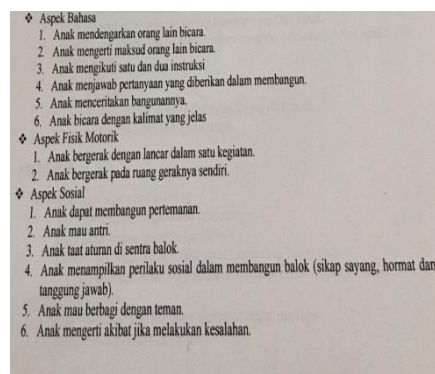 ❖ Aspek Bahasa
1. Anak mendengarkan orang lain bicara.
2. Anak mengerti maksud orang lain bicara.
3. Anak mengikuti satu dan dua instruksi
4. Anak menjawab pertanyaan yang diberikan dalam membangun.
5. Anak menceritakan bangunannya.
6. Anak bicara dengan kalimat yang jelas
❖ Aspek Fisik Motorik
1. Anak bergerak dengan lancar dalam satu kegiatan.
2. Anak bergerak pada ruang geraknya sendiri.
❖ Aspek Sosial
1. Anak dapat membangun pertemanan.
2. Anak mau antri.
3. Anak taat aturan di sentra balok.
4. Anak menampilkan perilaku sosial dalam membangun balok (sikap sayang, hormat dan
tanggung jawab).
5. Anak mau berbagi dengan teman.
6. Anak mengerti akibat jika melakukan kesalahan.